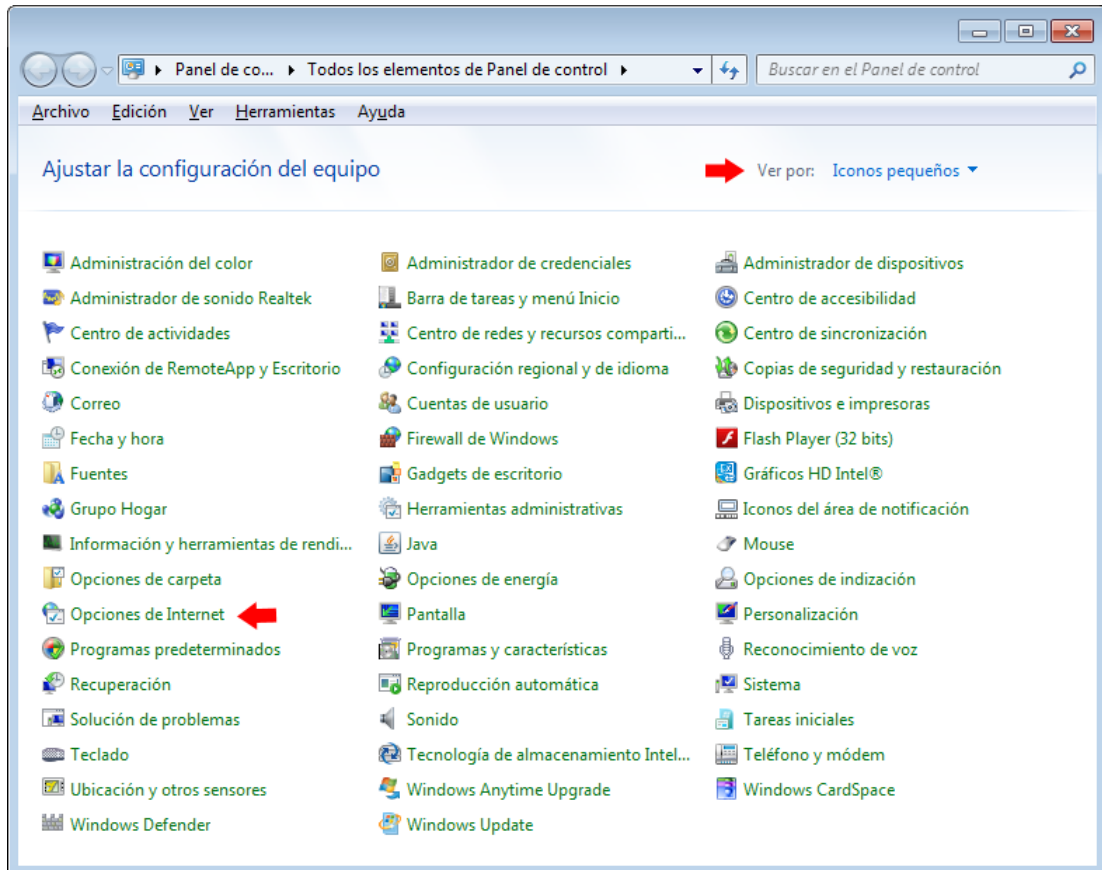 Panel de co... Todos los elementos de Panel de control Buscar en el Panel de control
Archivo Edición Ver Herramientas Ayuda
Ajustar la configuración del equipo Ver por: Iconos pequeños
Administración del color Administrador de credenciales Administrador de dispositivos
Administrador de sonido Realtek Barra de tareas y menú Inicio Centro de accesibilidad
Centro de actividades Centro de redes y recursos comparti... Centro de sincronización
Conexión de RemoteApp y Escritorio Configuración regional y de idioma Copias de seguridad y restauración
Correo Cuentas de usuario Dispositivos e impresoras
Fecha y hora Firewall de Windows Flash Player (32 bits)
Fuentes Gadgets de escritorio Gráficos HD Intel®
Grupo Hogar Herramientas administrativas Iconos del área de notificación
Información y herramientas de rendi... Java Mouse
Opciones de carpeta Opciones de energía Opciones de indización
Opciones de Internet Pantalla Personalización
Programas predeterminados Programas y características Reconocimiento de voz
Recuperación Reproducción automática Sistema
Solución de problemas Sonido Tareas iniciales
Teclado Tecnología de almacenamiento Intel... Teléfono y módem
Ubicación y otros sensores Windows Anytime Upgrade Windows CardSpace
Windows Defender Windows Update